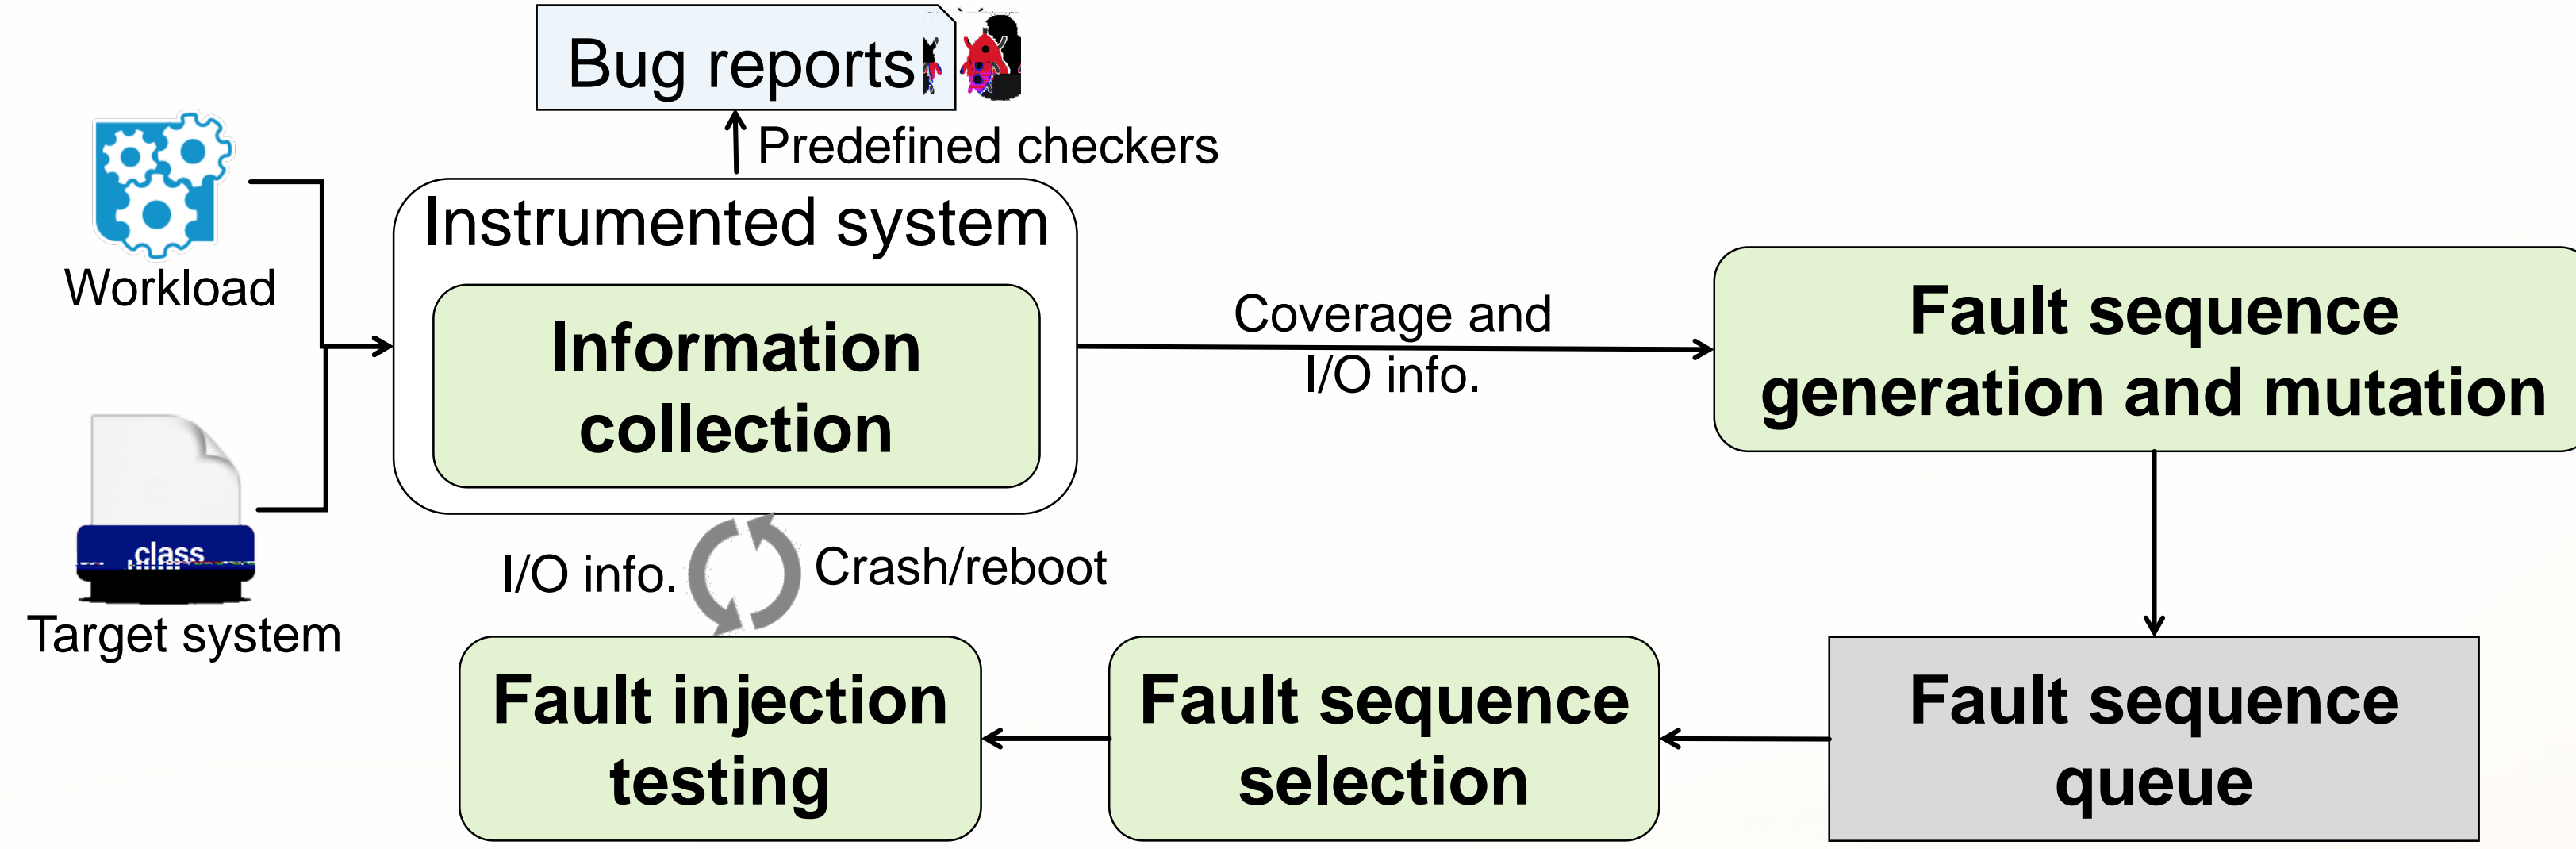 Bug reports
Predefined checkers
Workload
Instrumented system
Information
collection
Coverage and
I/O info.
Fault sequence
generation and mutation
class
Target system
I/O info.
Crash/reboot
Fault injection
testing
Fault sequence
selection
Fault sequence
queue